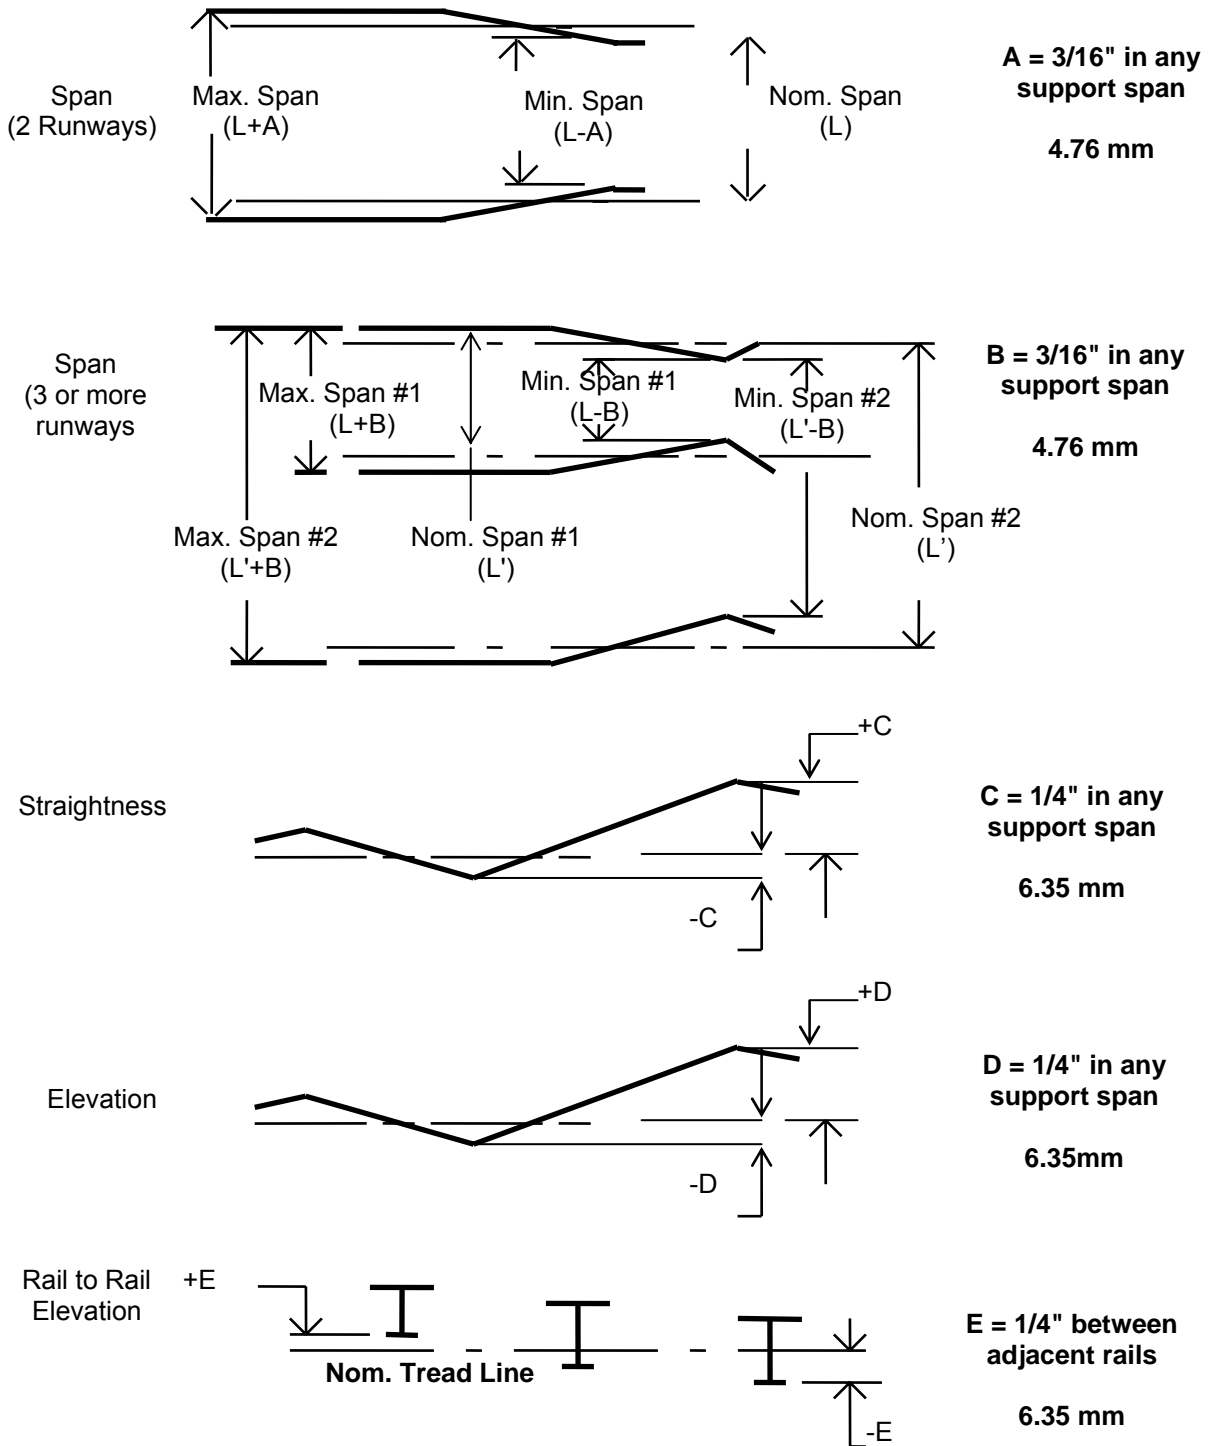 Span
(2 Runways)
Max. Span
(L+A)
Min. Span
(L-A)
Nom. Span
(L)
A = 3/16" in any
support span
4.76 mm
Span
(3 or more
runways
Max. Span #1
(L+B)
Min. Span #1
(L-B)
Min. Span #2
(L'-B)
Max. Span #2
(L'+B)
Nom. Span #1
(L')
Nom. Span #2
(L’)
B = 3/16" in any
support span
4.76 mm
Straightness
+C
-C
C = 1/4" in any
support span
6.35 mm
Elevation
+D
-D
D = 1/4" in any
support span
6.35mm
Rail to Rail
Elevation
+E
Nom. Tread Line
-E
E = 1/4" between
adjacent rails
6.35 mm